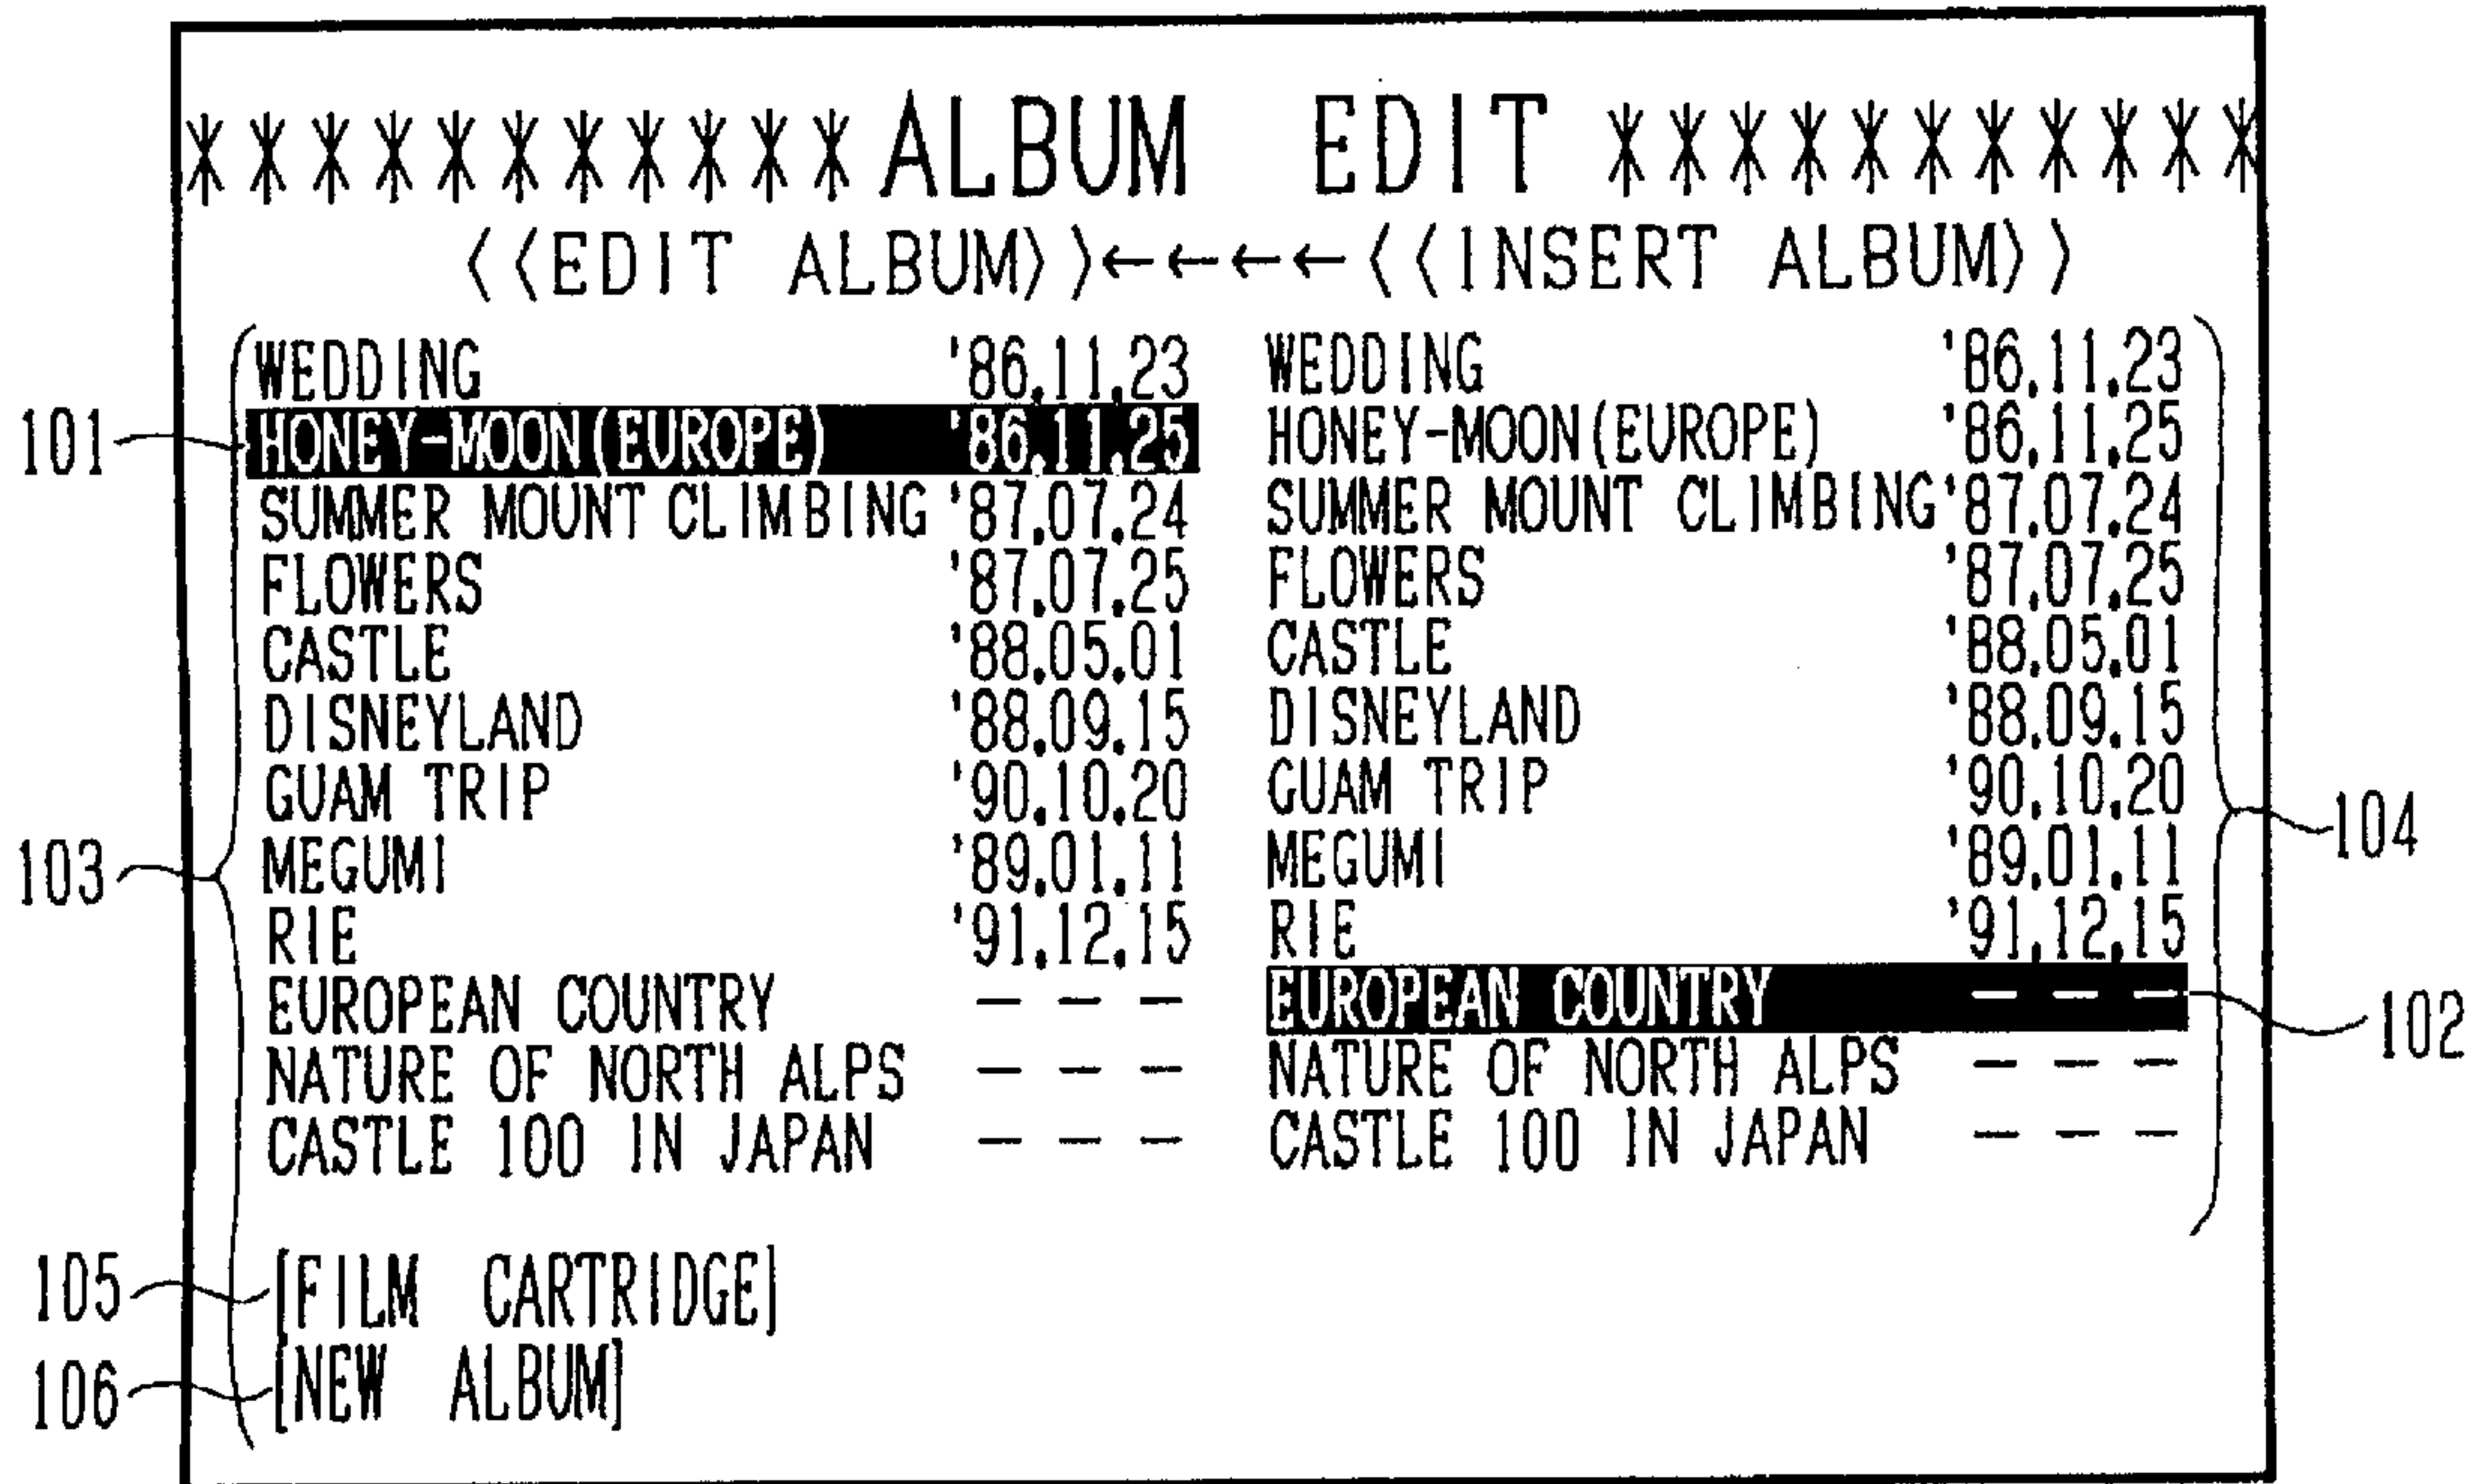 ***********ALBUM EDIT ***********
〈〈EDIT ALBUM〉〉←←←←〈〈INSERT ALBUM〉〉
WEDDING '86.11.23 WEDDING '86.11.23
101 HONEY-MOON(EUROPE) '86.11.25 HONEY-MOON(EUROPE) '86.11.25
SUMMER MOUNT CLIMBING '87.07.24 SUMMER MOUNT CLIMBING '87.07.24
FLOWERS '87.07.25 FLOWERS '87.07.25
CASTLE '88.05.01 CASTLE '88.05.01
DISNEYLAND '88.09.15 DISNEYLAND '88.09.15
GUAM TRIP '90.10.20 GUAM TRIP '90.10.20 104
103 MEGUMI '89.01.11 MEGUMI '89.01.11
RIE '91.12.15 RIE '91.12.15
EUROPEAN COUNTRY - - - EUROPEAN COUNTRY - - - 102
NATURE OF NORTH ALPS - - - NATURE OF NORTH ALPS - - -
CASTLE 100 IN JAPAN - - - CASTLE 100 IN JAPAN - - -
105 [FILM CARTRIDGE]
106 [NEW ALBUM]